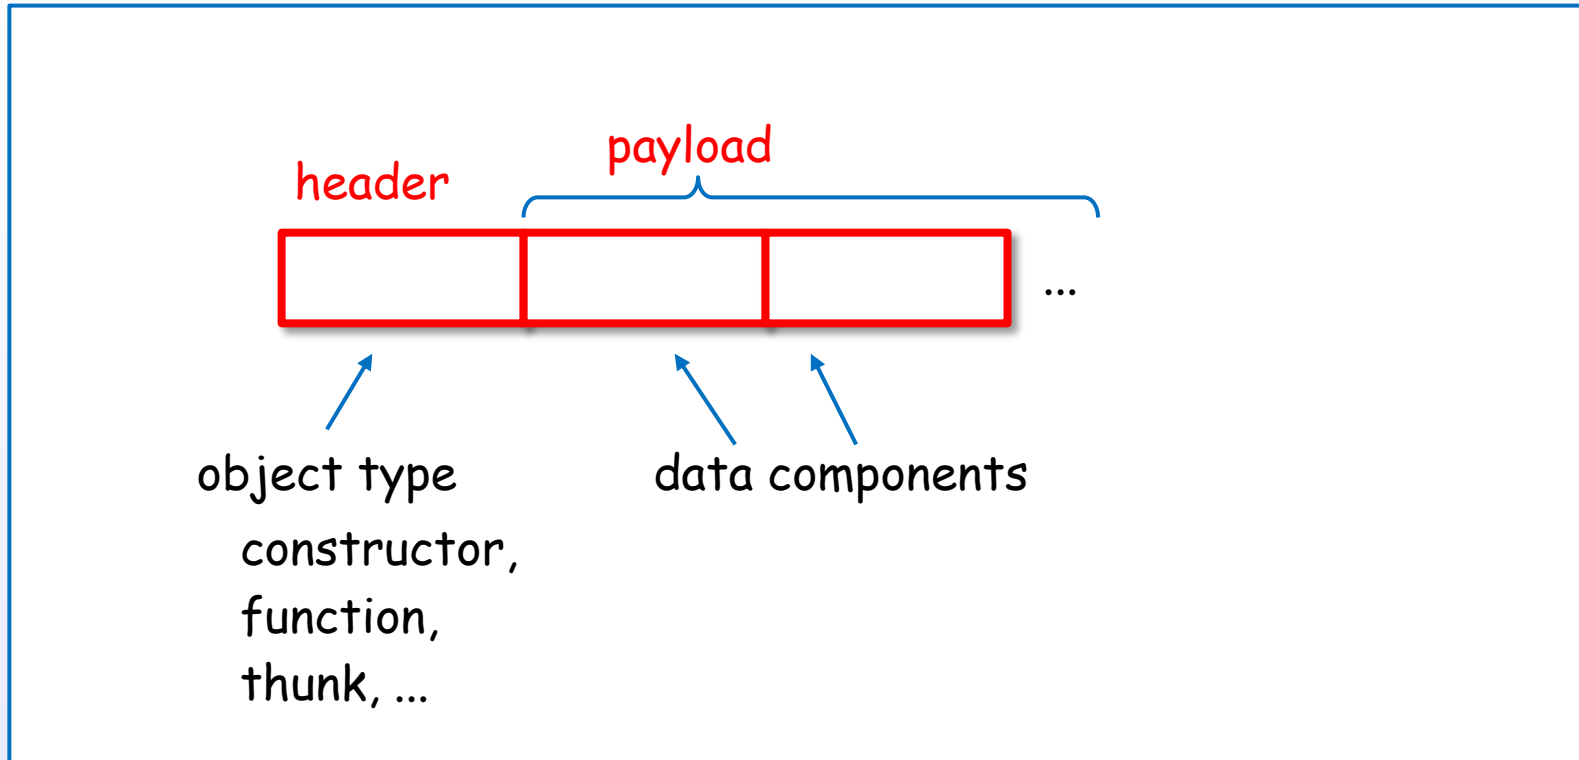 payload
header
...
object type
data components
constructor,
function,
thunk, ...